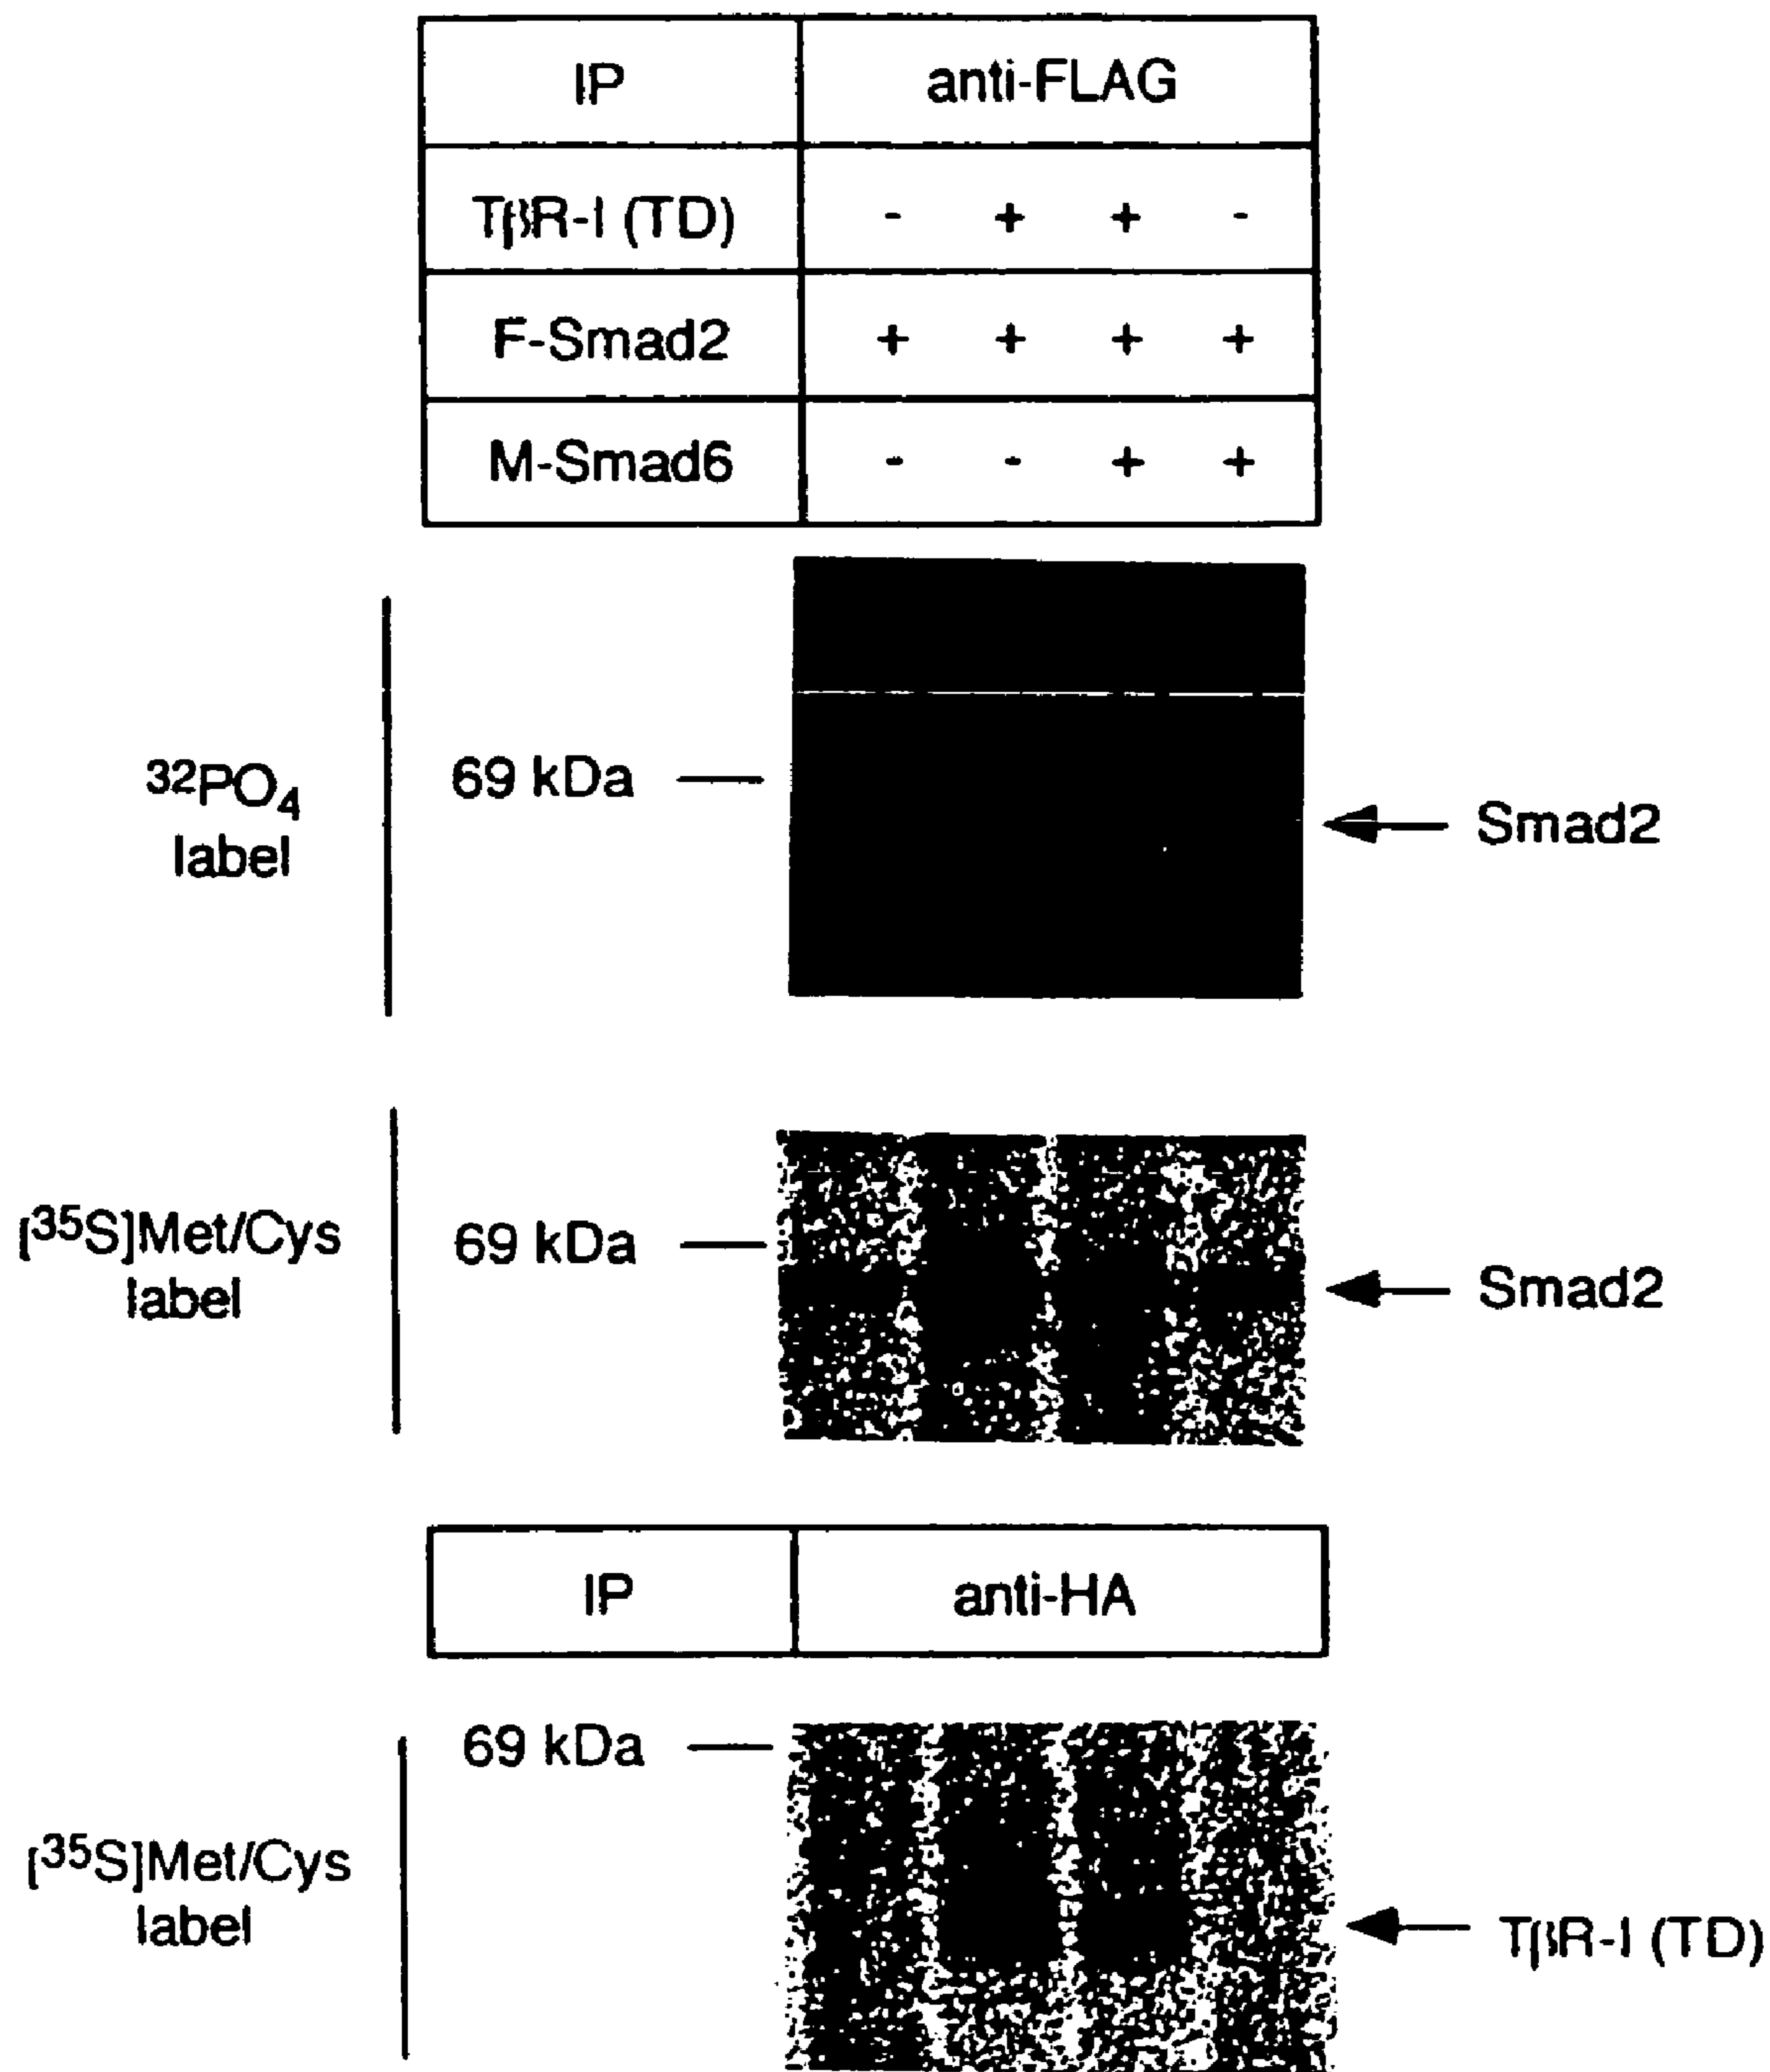 IP anti-FLAG
TβR-I (TD) - + + -
F-Smad2 + + + +
M-Smad6 - - + +
32PO4
label
69 kDa
Smad2
[35S]Met/Cys
label
69 kDa
Smad2
IP anti-HA
69 kDa
[35S]Met/Cys
label
TβR-I (TD)